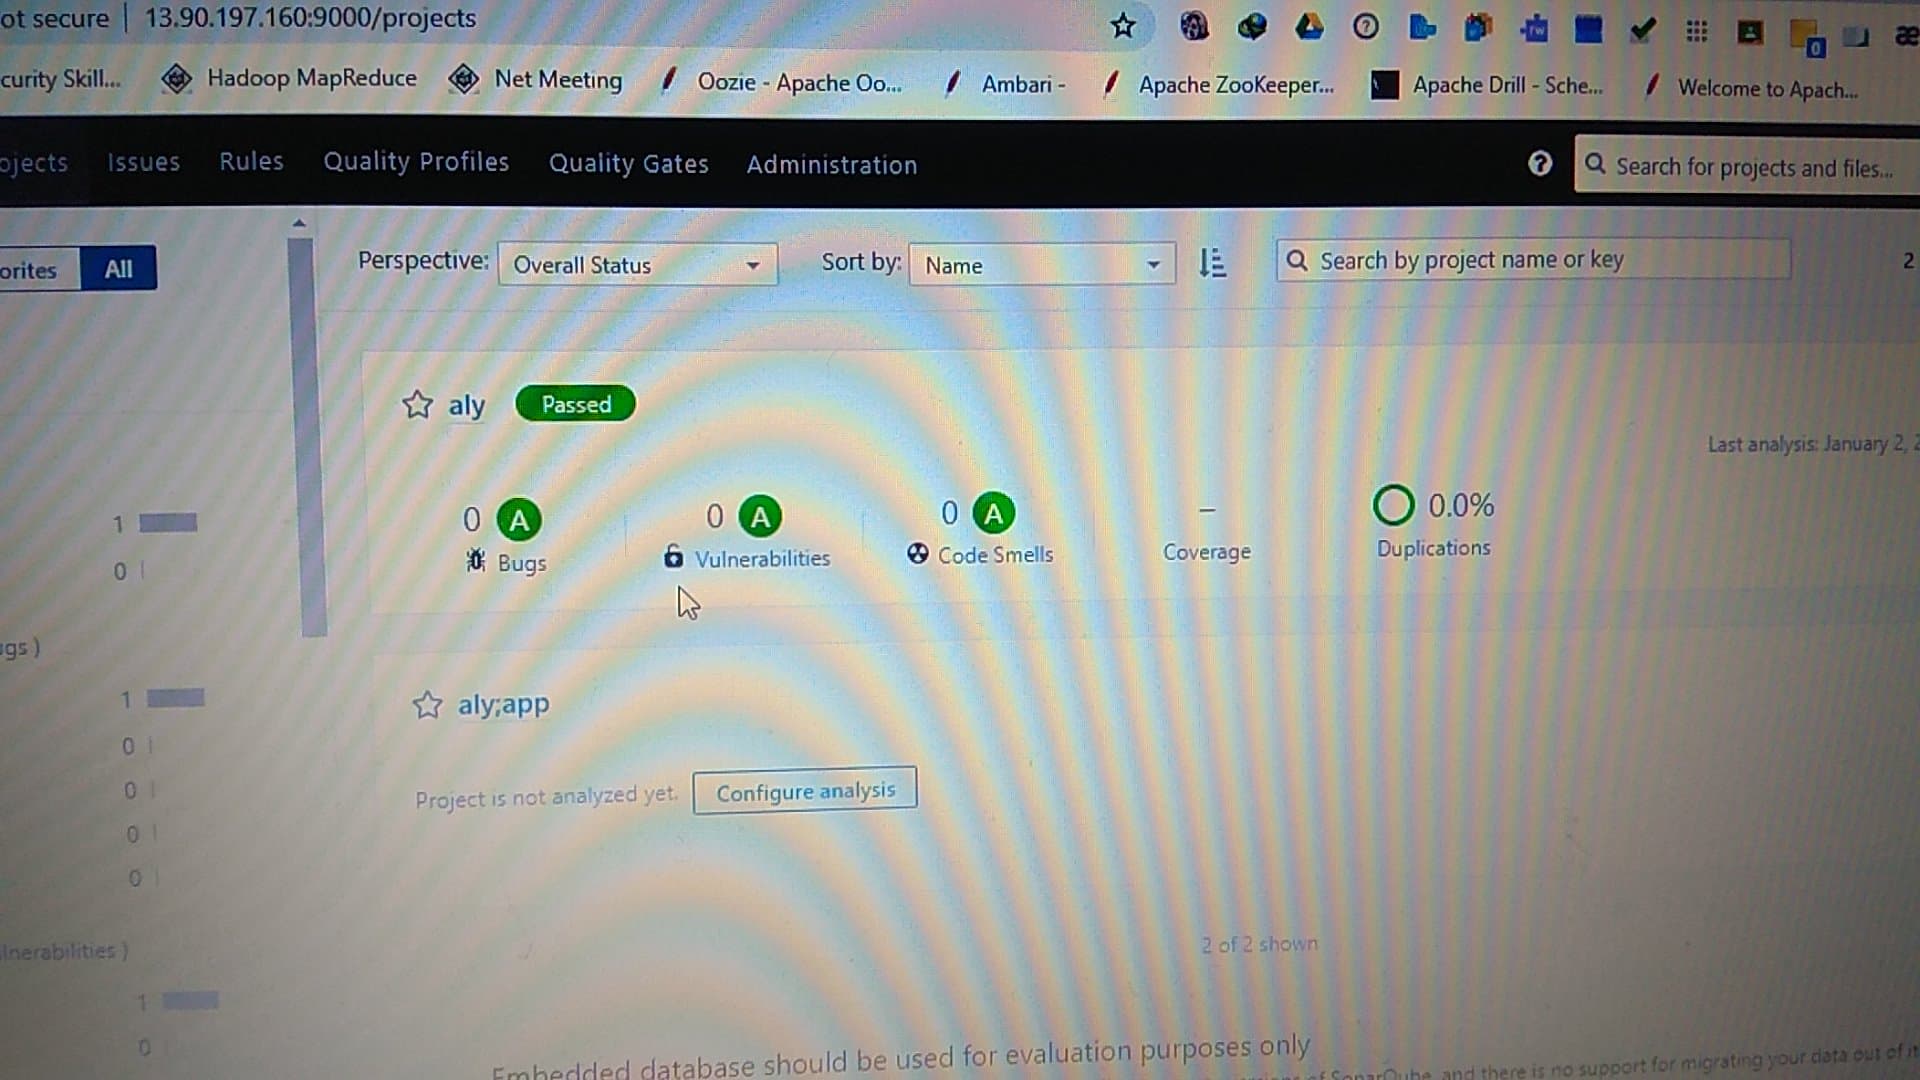 ot secure | 13.90.197.160:9000/projects
curity Skill... Hadoop MapReduce Net Meeting Oozie - Apache Oo... Ambari - Apache ZooKeeper... Apache Drill - Sche... Welcome to Apach...
ojects Issues Rules Quality Profiles Quality Gates Administration ? Search for projects and files...
orites All Perspective: Overall Status Sort by: Name Search by project name or key 2
aly Passed
Last analysis: January 2, 2
0 A 0 A 0 A – 0.0%
Bugs Vulnerabilities Code Smells Coverage Duplications
1
0
gs )
1
0
0
0
0
aly;app
Project is not analyzed yet. Configure analysis
2 of 2 shown
lnerabilities )
1
0
Embedded database should be used for evaluation purposes only
of SonarQube, and there is no support for migrating your data out of it